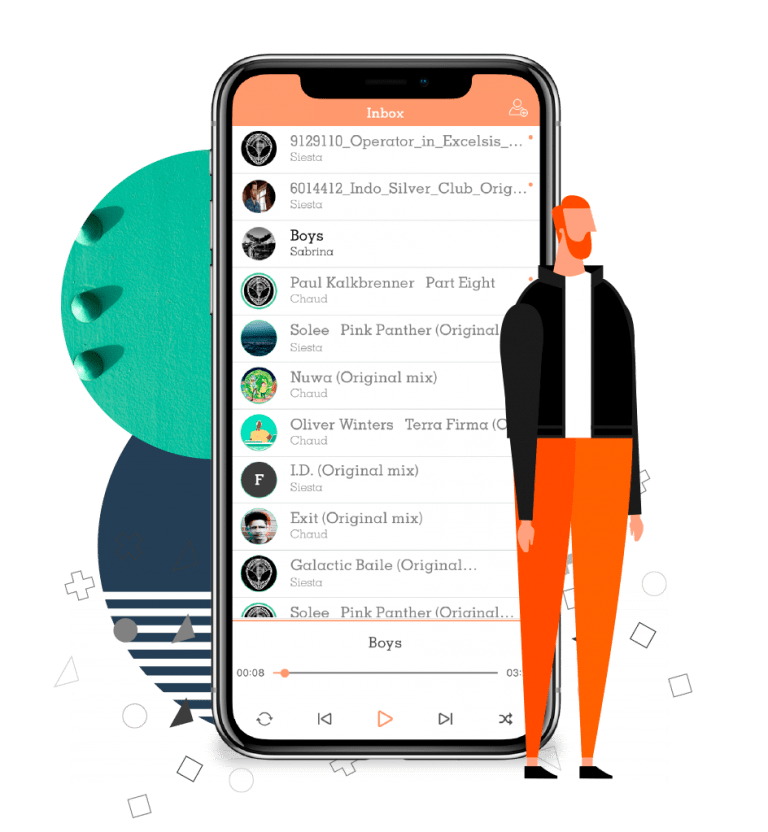 Inbox
9129110_Operator_in_Excelsis_...
Siesta
6014412_Indo_Silver_Club_Orig...
Siesta
Boys
Sabrina
Paul Kalkbrenner Part Eight
Chaud
Solee Pink Panther (Original
Siesta
Nuwa (Original mix)
Chaud
Oliver Winters Terra Firma (O
Chaud
F
I.D. (Original mix)
Siesta
Exit (Original mix)
Chaud
Galactic Baile (Original...
Siesta
Solee Pink Panther (Original...
Boys
00:08 03: